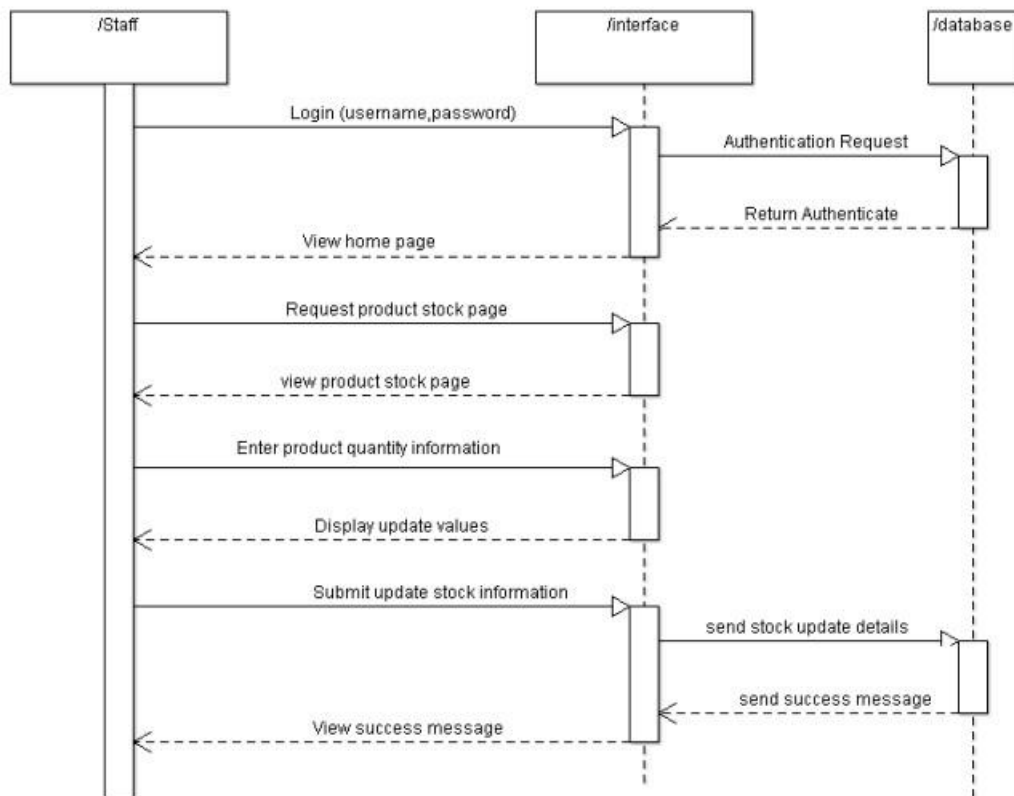 /Staff
/interface
/database
Login (username,password)
Authentication Request
Return Authenticate
View home page
Request product stock page
view product stock page
Enter product quantity information
Display update values
Submit update stock information
send stock update details
send success message
View success message